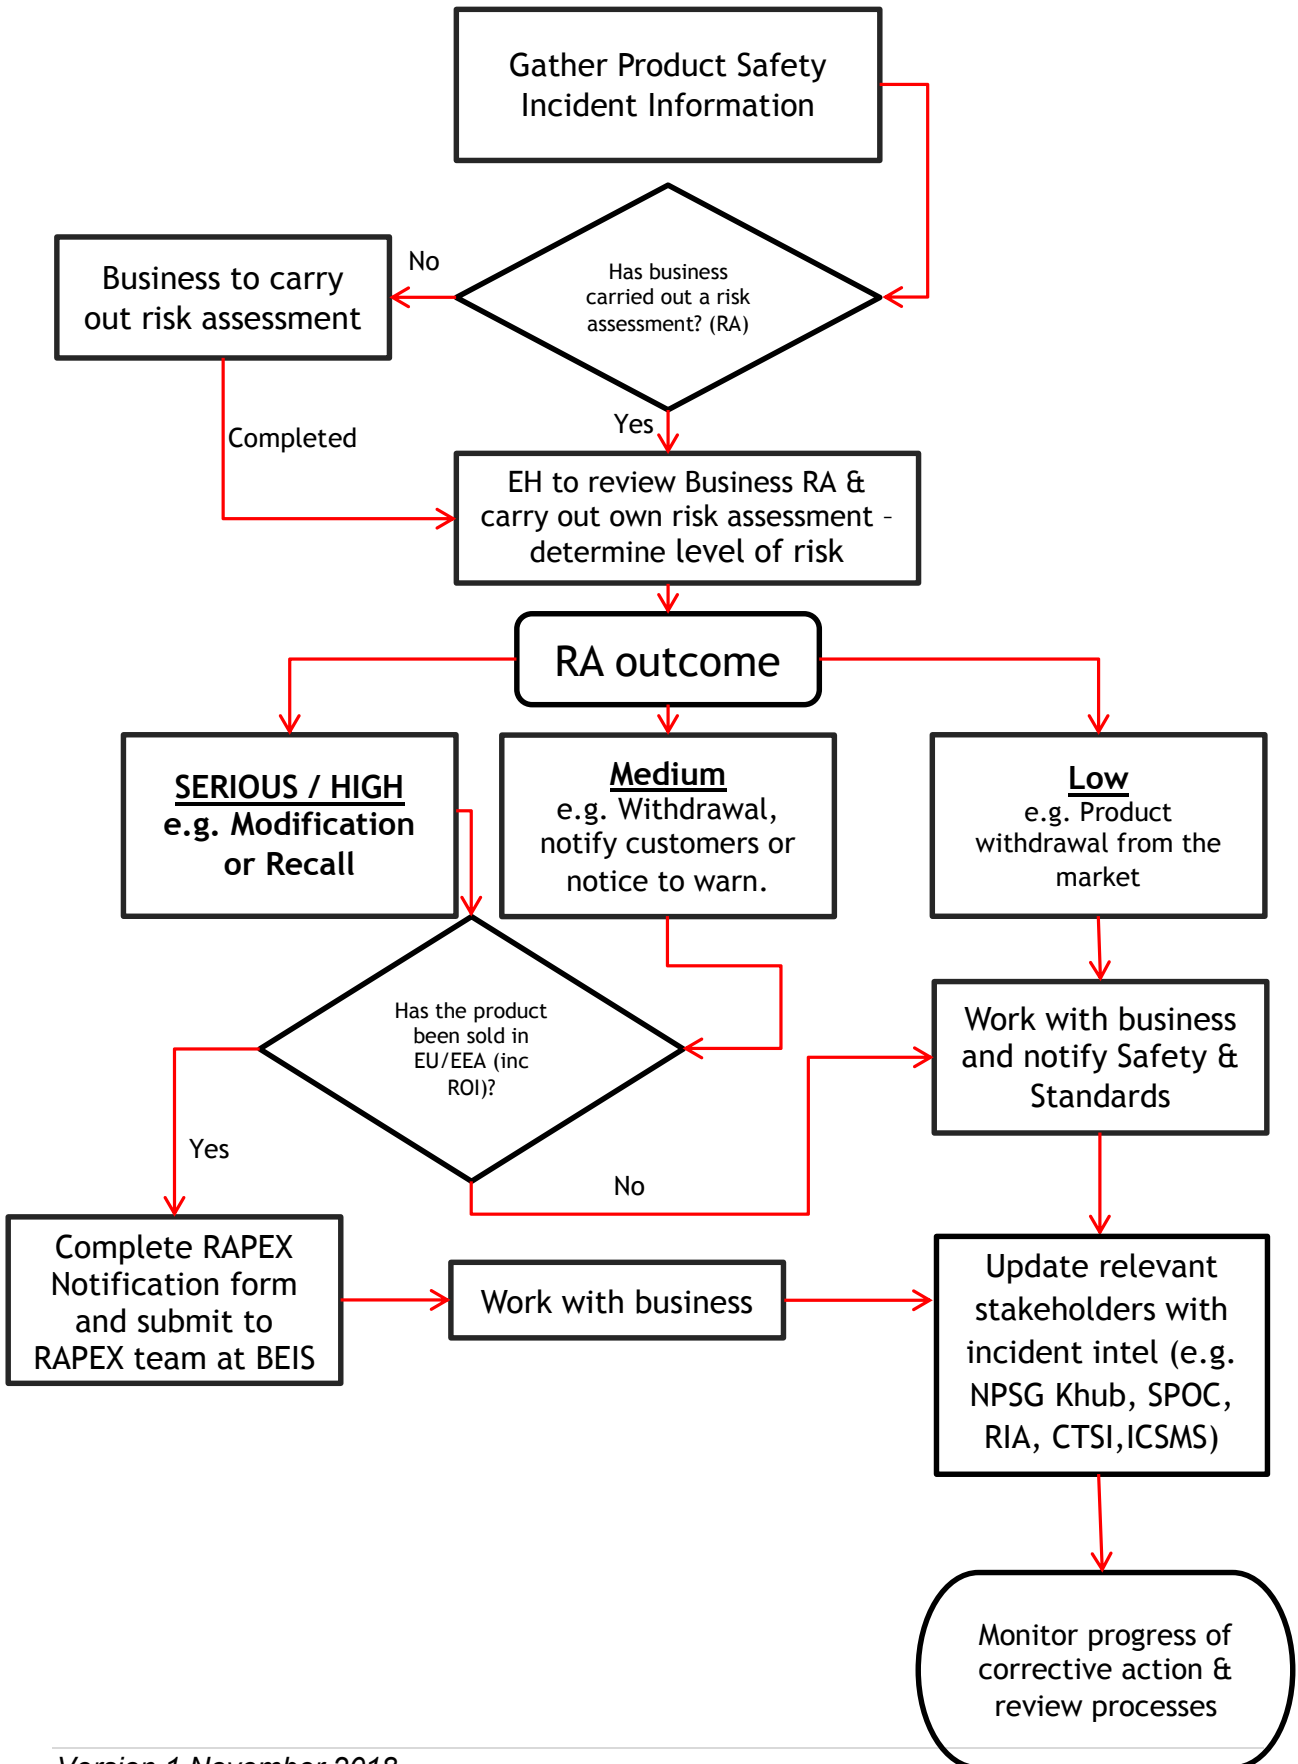 Gather Product Safety
Incident Information
Has business
carried out a risk
assessment? (RA)
No
Business to carry
out risk assessment
Completed
Yes
EH to review Business RA &
carry out own risk assessment –
determine level of risk
RA outcome
SERIOUS / HIGH
e.g. Modification
or Recall
Medium
e.g. Withdrawal,
notify customers or
notice to warn.
Low
e.g. Product
withdrawal from the
market
Has the product
been sold in
EU/EEA (inc
ROI)?
Work with business
and notify Safety &
Standards
Yes
No
Complete RAPEX
Notification form
and submit to
RAPEX team at BEIS
Work with business
Update relevant
stakeholders with
incident intel (e.g.
NPSG Khub, SPOC,
RIA, CTSI,ICSMS)
Monitor progress of
corrective action &
review processes
Version 1 November 2018